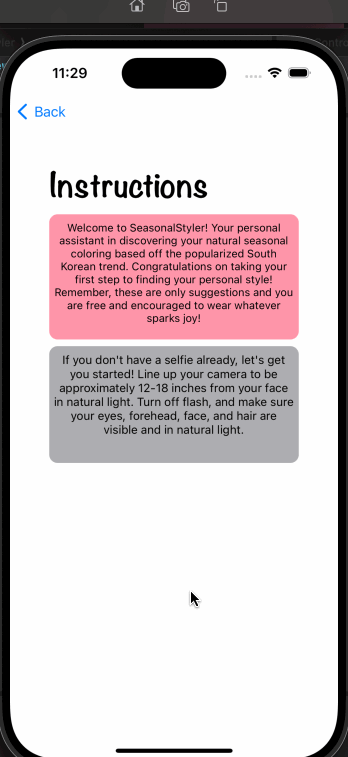 11:29
Back
Instructions
Welcome to SeasonalStyler! Your personal
assistant in discovering your natural seasonal
coloring based off the popularized South
Korean trend. Congratulations on taking your
first step to finding your personal style!
Remember, these are only suggestions and you
are free and encouraged to wear whatever
sparks joy!
If you don't have a selfie already, let's get
you started! Line up your camera to be
approximately 12-18 inches from your face
in natural light. Turn off flash, and make sure
your eyes, forehead, face, and hair are
visible and in natural light.